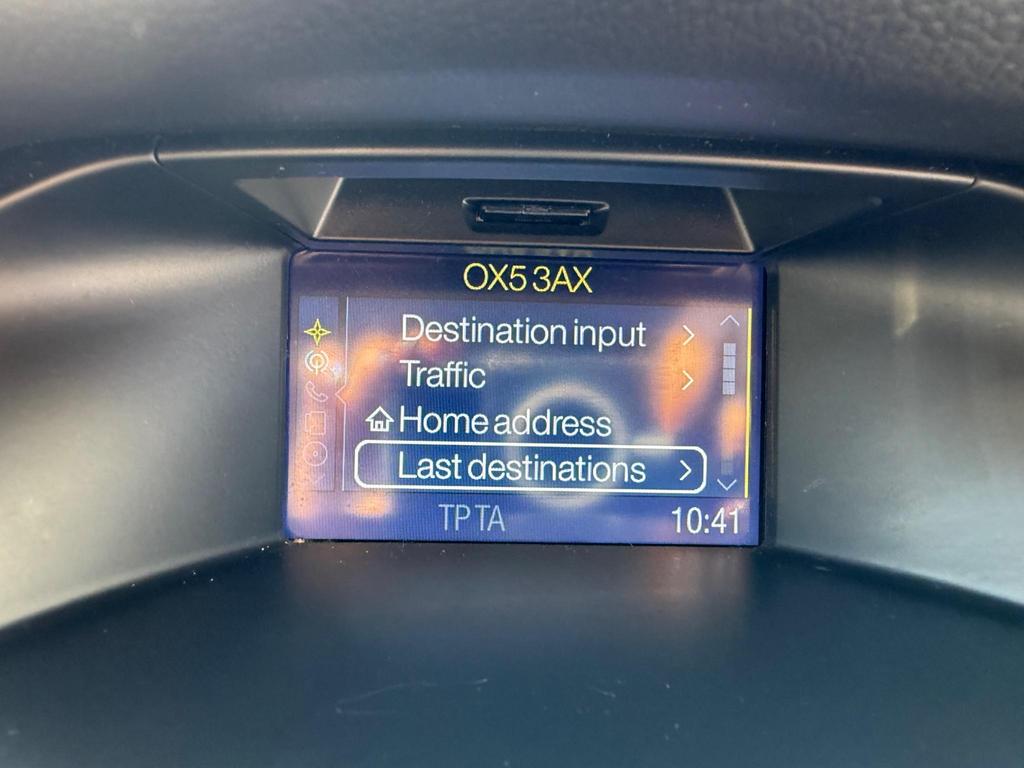 OX5 3AX
Destination input
Traffic
Home address
Last destinations
TP TA
10:41